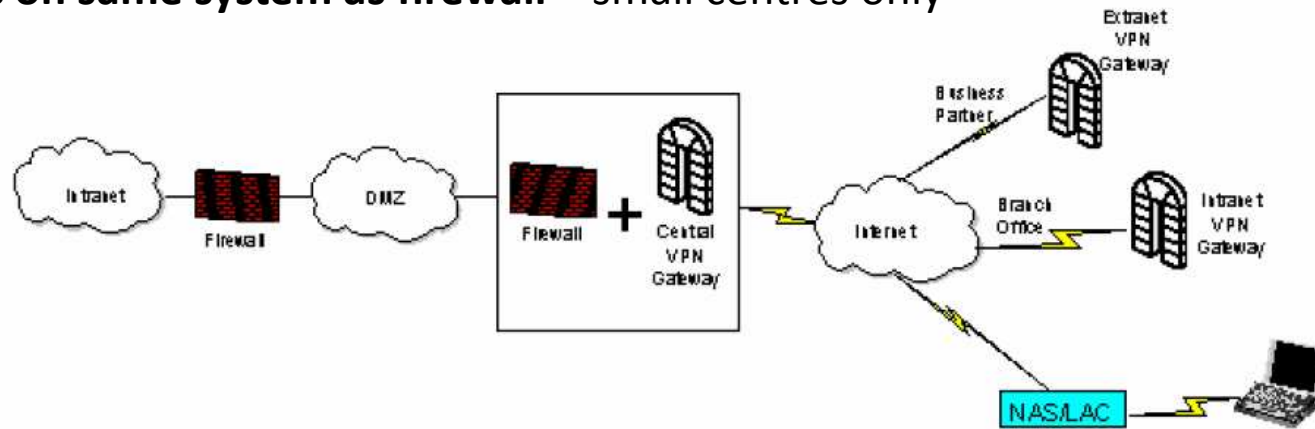 on same system as firewall – small centres only
Extranet
VPN
Gateway
Business
Partner
Intranet
Firewall
DMZ
Firewall
+
Central
VPN
Gateway
Internet
Branch
Office
Intranet
VPN
Gateway
NAS/LAC